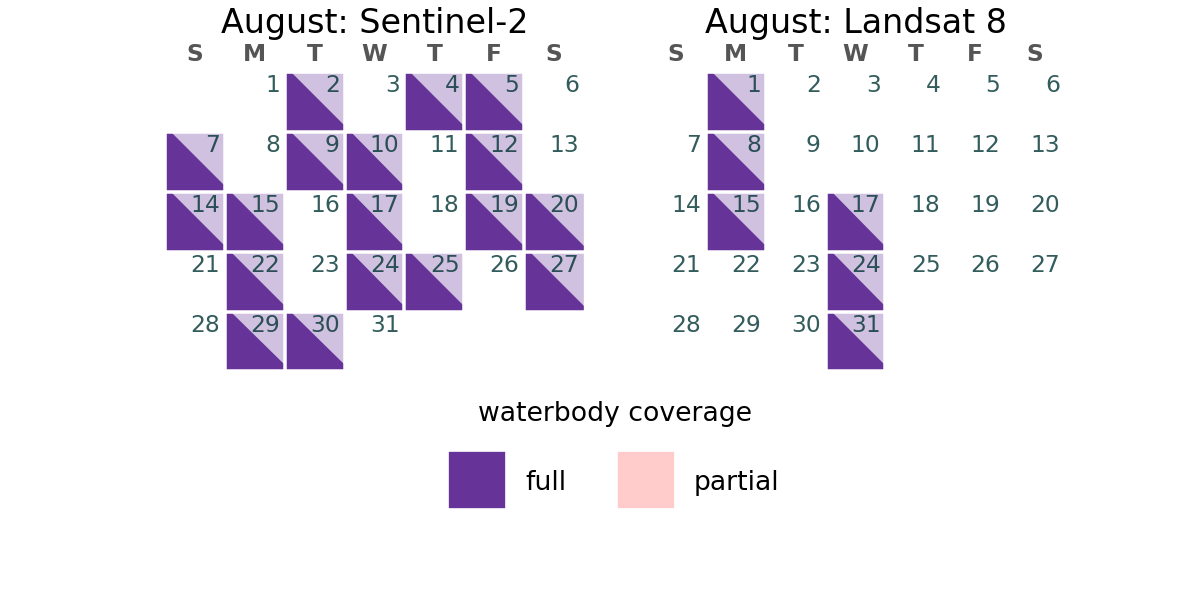 August: Sentinel-2
S M T W T F S
1 2 3 4 5 6
7 8 9 10 11 12 13
14 15 16 17 18 19 20
21 22 23 24 25 26 27
28 29 30 31
August: Landsat 8
S M T W T F S
1 2 3 4 5 6
7 8 9 10 11 12 13
14 15 16 17 18 19 20
21 22 23 24 25 26 27
28 29 30 31
waterbody coverage
full partial